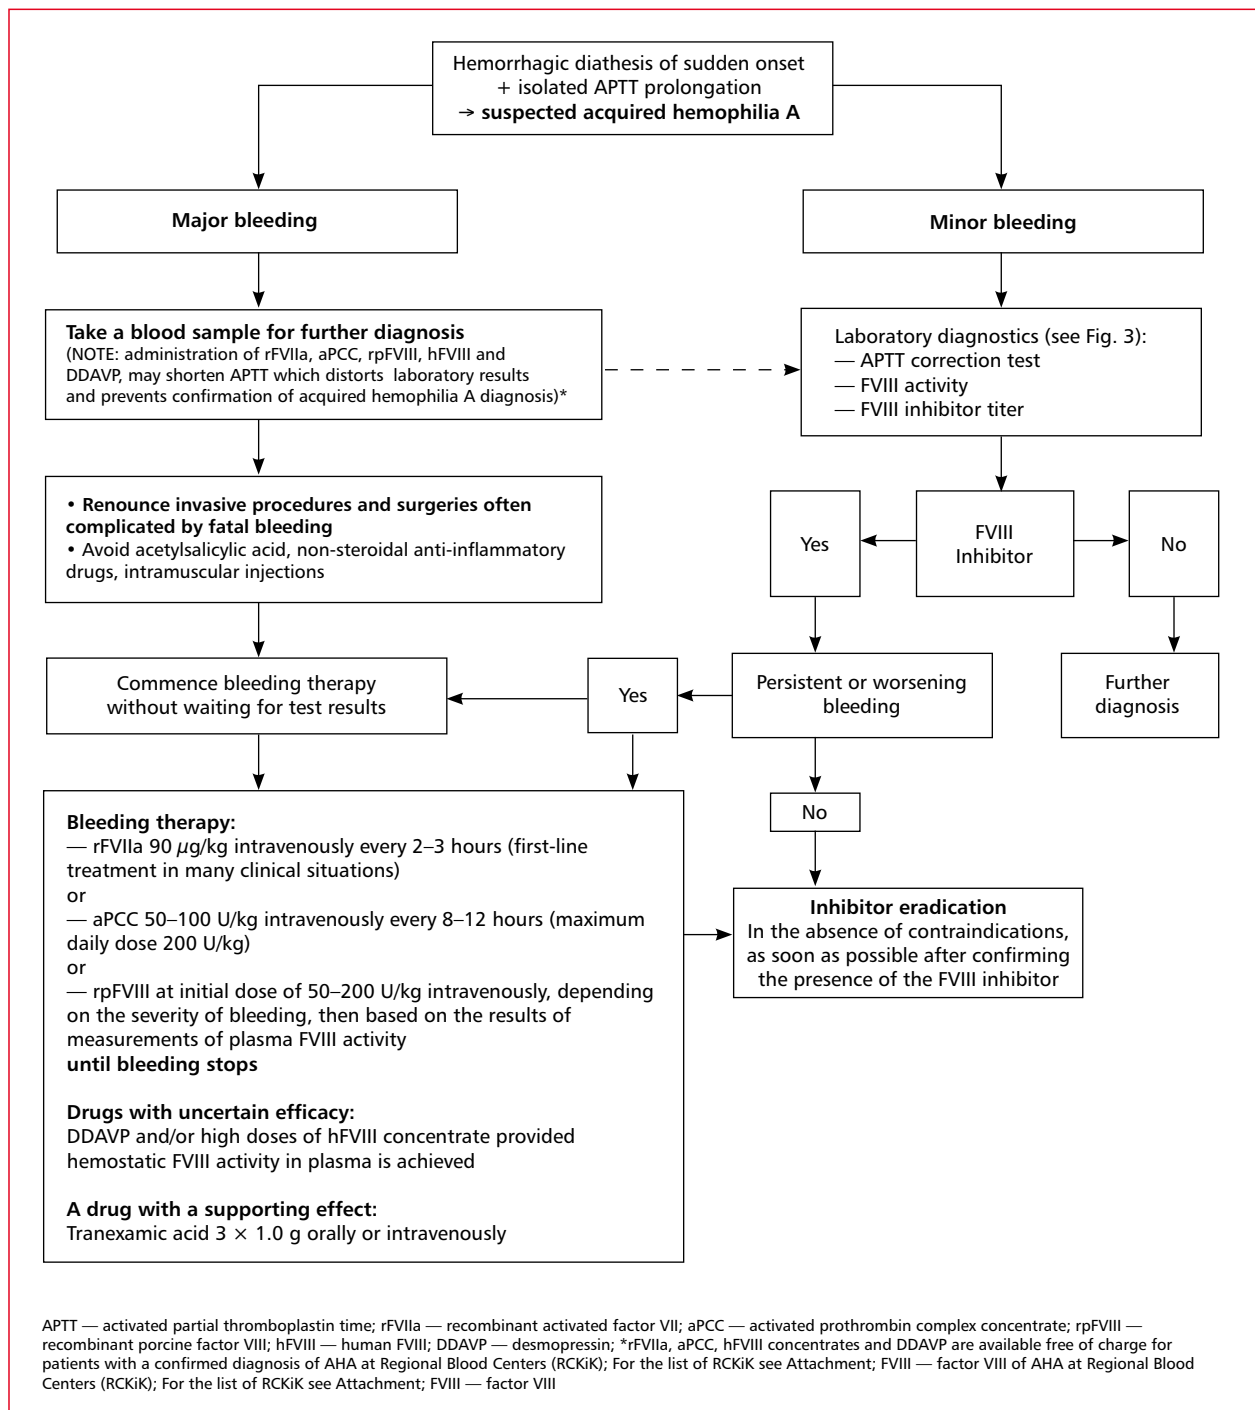 Hemorrhagic diathesis of sudden onset
+ isolated APTT prolongation
→ suspected acquired hemophilia A
Major bleeding
Minor bleeding
Take a blood sample for further diagnosis
(NOTE: administration of rFVIIa, aPCC, rpFVIII, hFVIII and
DDAVP, may shorten APTT which distorts laboratory results
and prevents confirmation of acquired hemophilia A diagnosis)*
Laboratory diagnostics (see Fig. 3):
— APTT correction test
— FVIII activity
— FVIII inhibitor titer
• Renounce invasive procedures and surgeries often
complicated by fatal bleeding
• Avoid acetylsalicylic acid, non-steroidal anti-inflammatory
drugs, intramuscular injections
Yes
FVIII
Inhibitor
No
Commence bleeding therapy
without waiting for test results
Yes
Persistent or worsening
bleeding
Further
diagnosis
No
Bleeding therapy:
— rFVIIa 90 µg/kg intravenously every 2–3 hours (first-line
treatment in many clinical situations)
or
— aPCC 50–100 U/kg intravenously every 8–12 hours (maximum
daily dose 200 U/kg)
or
— rpFVIII at initial dose of 50–200 U/kg intravenously, depending
on the severity of bleeding, then based on the results of
measurements of plasma FVIII activity
until bleeding stops
Drugs with uncertain efficacy:
DDAVP and/or high doses of hFVIII concentrate provided
hemostatic FVIII activity in plasma is achieved
A drug with a supporting effect:
Tranexamic acid 3 × 1.0 g orally or intravenously
Inhibitor eradication
In the absence of contraindications,
as soon as possible after confirming
the presence of the FVIII inhibitor
APTT — activated partial thromboplastin time; rFVIIa — recombinant activated factor VII; aPCC — activated prothrombin complex concentrate; rpFVIII —
recombinant porcine factor VIII; hFVIII — human FVIII; DDAVP — desmopressin; *rFVIIa, aPCC, hFVIII concentrates and DDAVP are available free of charge for
patients with a confirmed diagnosis of AHA at Regional Blood Centers (RCKiK); For the list of RCKiK see Attachment; FVIII — factor VIII of AHA at Regional Blood
Centers (RCKiK); For the list of RCKiK see Attachment; FVIII — factor VIII